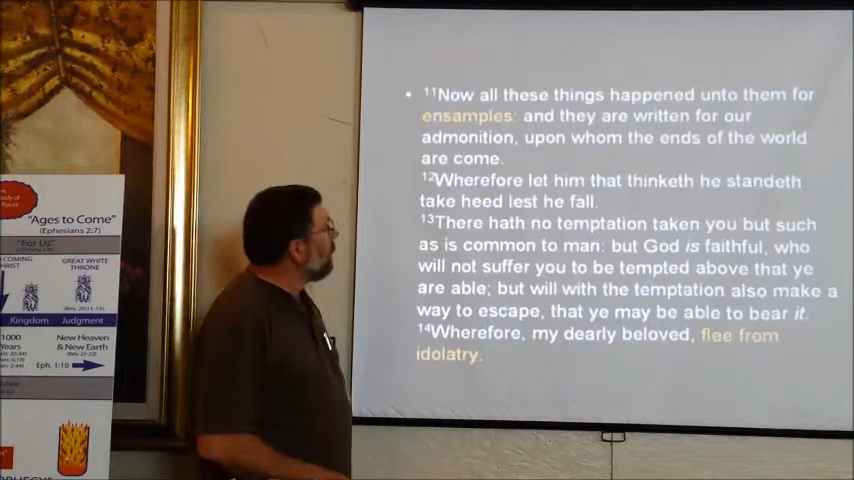 Body of
Places
"Ages to Come"
(Ephesians 2:7)
"For Us"
COMING
GREAT WHITE
THRONE
Kingdom
Judgment
1000
Years
New Heaven
& New Earth
(Rev. 21-22)
Eph. 1:10
• 11Now all these things happened unto them for
ensamples: and they are written for our
admonition, upon whom the ends of the world
are come.
12Wherefore let him that thinketh he standeth
take heed lest he fall.
13There hath no temptation taken you but such
as is common to man: but God is faithful, who
will not suffer you to be tempted above that ye
are able; but will with the temptation also make a
way to escape, that ye may be able to bear it.
14Wherefore, my dearly beloved, flee from
idolatry.